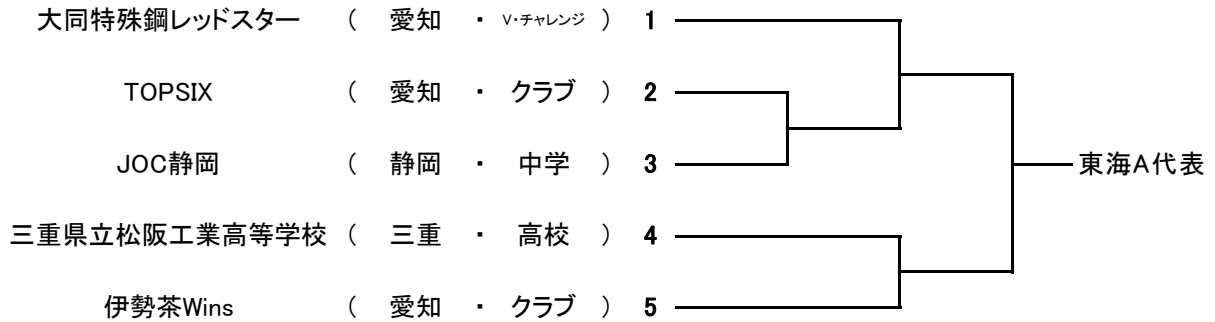 大同特殊鋼レッドスター ( 愛知 ・ V・チャレンジ ) 1
TOPSIX ( 愛知 ・ クラブ ) 2
JOC静岡 ( 静岡 ・ 中学 ) 3
東海A代表
三重県立松阪工業高等学校 ( 三重 ・ 高校 ) 4
伊勢茶Wins ( 愛知 ・ クラブ ) 5